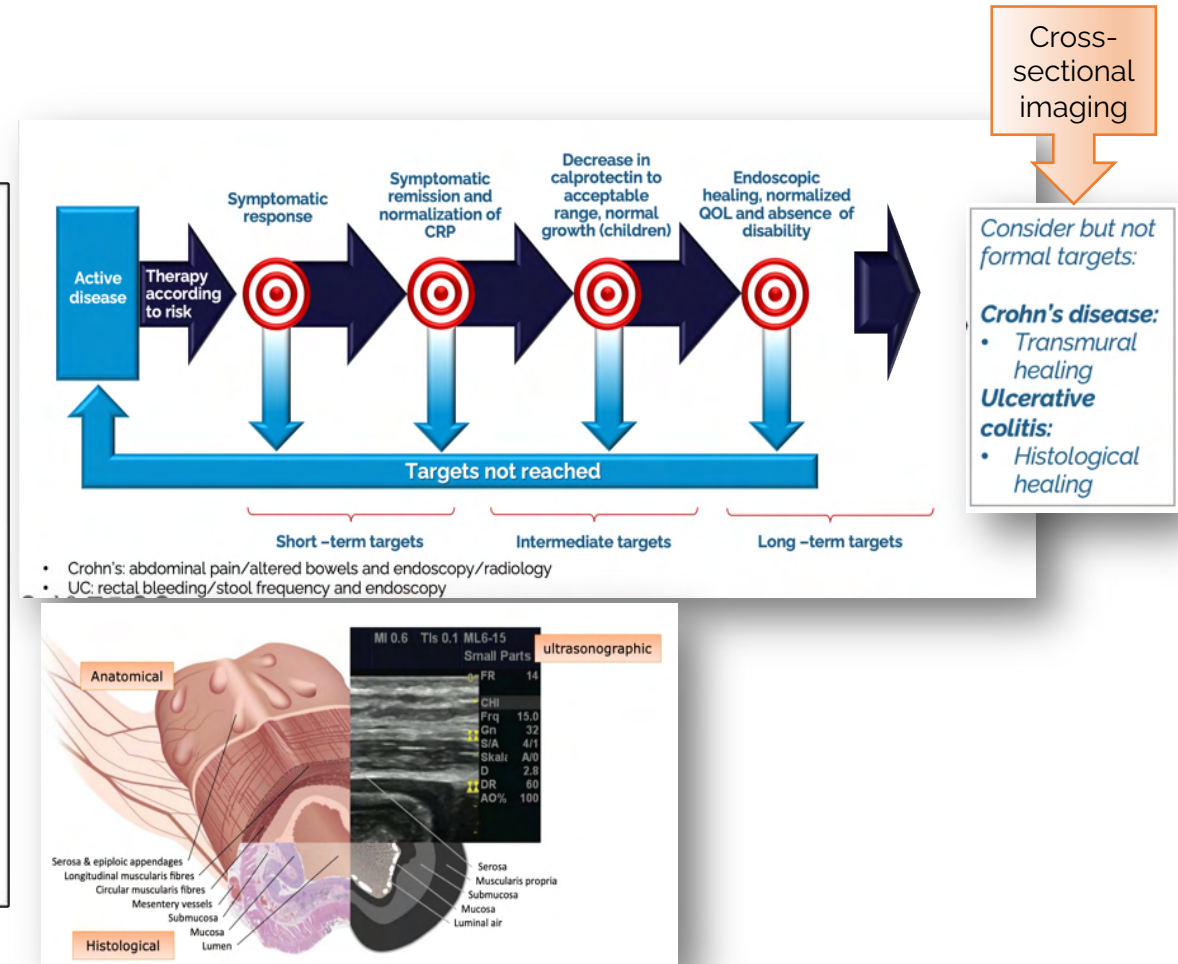 Cross-
sectional
imaging
Symptomatic
response
Symptomatic
remission and
normalization of
CRP
Decrease in
calprotectin to
acceptable
range, normal
growth (children)
Endoscopic
healing, normalized
QOL and absence of
disability
Active
disease
Therapy
according
to risk
Targets not reached
Short –term targets
Intermediate targets
Long –term targets
• Crohn's: abdominal pain/altered bowels and endoscopy/radiology
• UC: rectal bleeding/stool frequency and endoscopy
Consider but not
formal targets:
Crohn's disease:
• Transmural
healing
Ulcerative
colitis:
• Histological
healing
Anatomical
MI 0.6 TIs 0.1 ML6-15
Small Parts
ultrasonographic
FR 14
CHI
Frq 15.0
Gn 32
S/A 4/1
Skala A/0
D 2.8
DR 60
AO% 100
Serosa & epiploic appendages
Longitudinal muscularis fibres
Circular muscularis fibres
Mesentery vessels
Submucosa
Mucosa
Lumen
Histological
Serosa
Muscularis propria
Submucosa
Mucosa
Luminal air